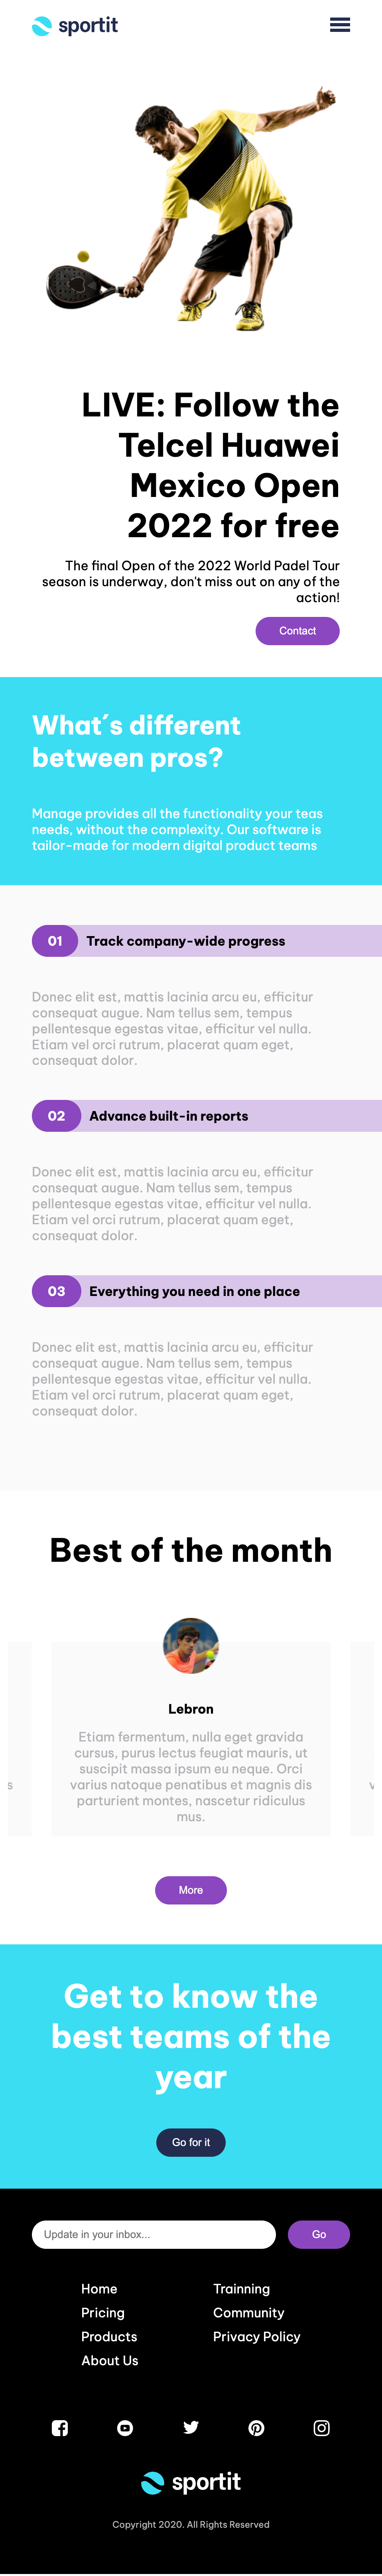 sportit
LIVE: Follow the
Telcel Huawei
Mexico Open
2022 for free
The final Open of the 2022 World Padel Tour
season is underway, don't miss out on any of the
action!
Contact
What´s different
between pros?
Manage provides all the functionality your teas
needs, without the complexity. Our software is
tailor-made for modern digital product teams
01 Track company-wide progress
Donec elit est, mattis lacinia arcu eu, efficitur
consequat augue. Nam tellus sem, tempus
pellentesque egestas vitae, efficitur vel nulla.
Etiam vel orci rutrum, placerat quam eget,
consequat dolor.
02 Advance built-in reports
Donec elit est, mattis lacinia arcu eu, efficitur
consequat augue. Nam tellus sem, tempus
pellentesque egestas vitae, efficitur vel nulla.
Etiam vel orci rutrum, placerat quam eget,
consequat dolor.
03 Everything you need in one place
Donec elit est, mattis lacinia arcu eu, efficitur
consequat augue. Nam tellus sem, tempus
pellentesque egestas vitae, efficitur vel nulla.
Etiam vel orci rutrum, placerat quam eget,
consequat dolor.
Best of the month
Lebron
Etiam fermentum, nulla eget gravida
cursus, purus lectus feugiat mauris, ut
suscipit massa ipsum eu neque. Orci
s varius natoque penatibus et magnis dis v
parturient montes, nascetur ridiculus
mus.
More
Get to know the
best teams of the
year
Go for it
Update in your inbox... Go
Home Trainning
Pricing Community
Products Privacy Policy
About Us
sportit
Copyright 2020. All Rights Reserved